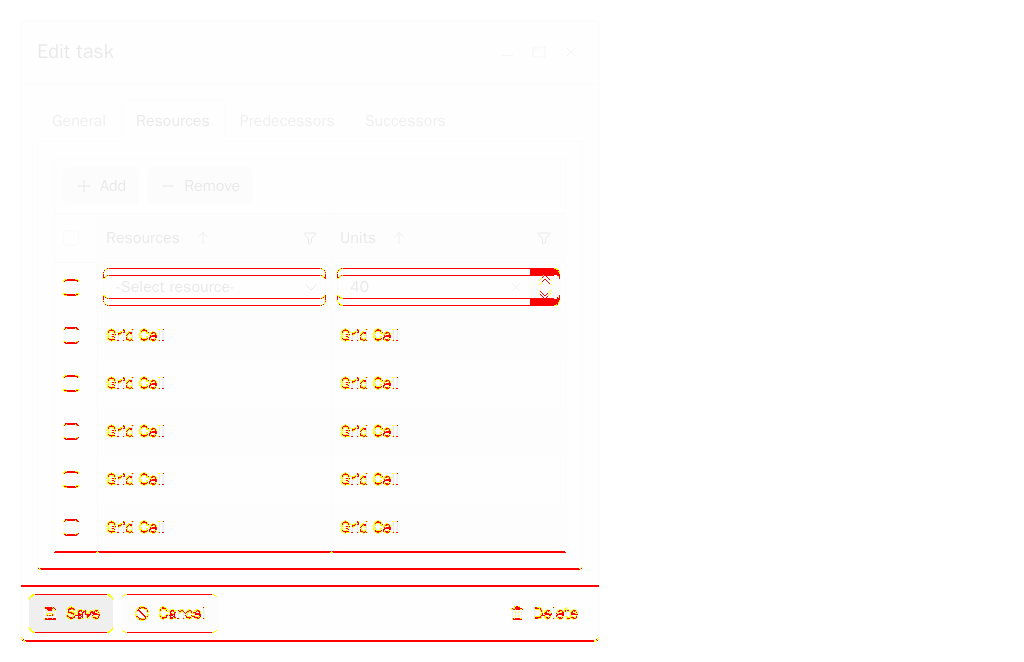 Edit task
General Resources Predecessors Successors
Add Remove
Resources Units
-Select resource- 40
Grid Cell Grid Cell
Grid Cell Grid Cell
Grid Cell Grid Cell
Grid Cell Grid Cell
Grid Cell Grid Cell
Save Cancel Delete